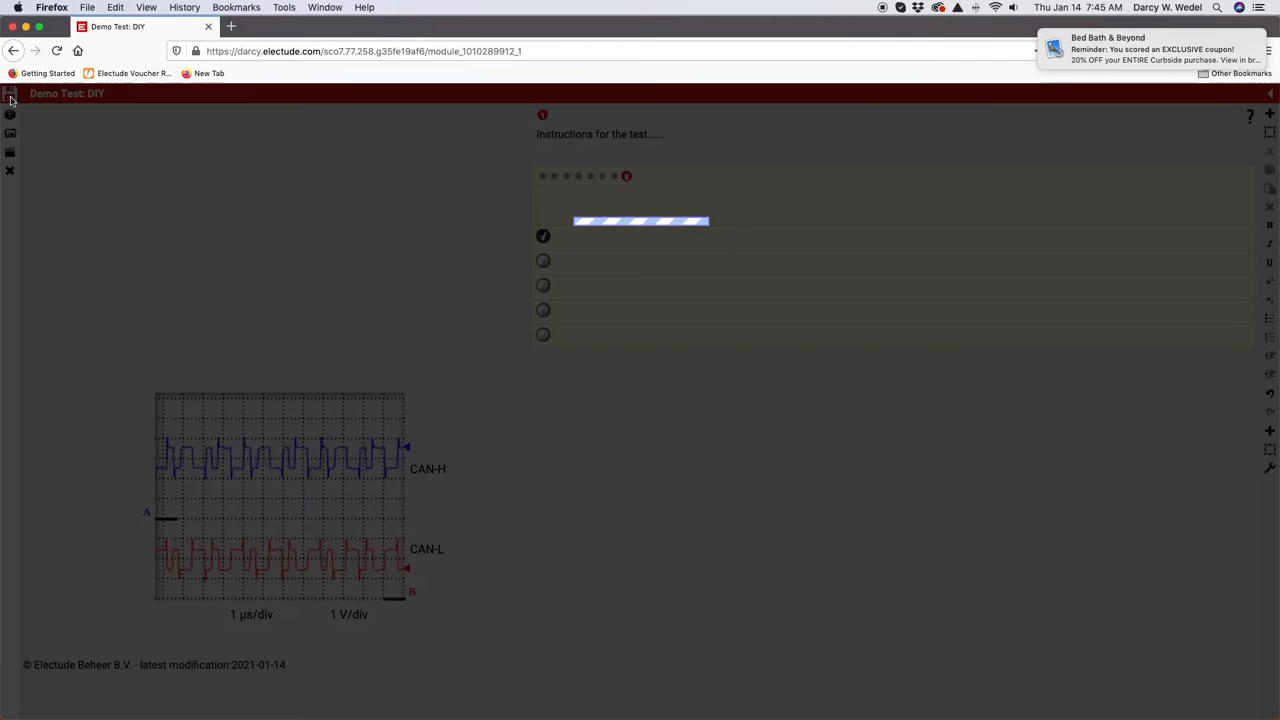 Firefox File Edit View History Bookmarks Tools Window Help
Thu Jan 14 7:45 AM Darcy W. Wedel
Demo Test: DIY
https://darcy.electude.com/sco7.77.258.g35fe19af6/module_1010289912_1
Bed Bath & Beyond
Reminder: You scored an EXCLUSIVE coupon!
20% OFF your ENTIRE Curbside purchase. View in br...
Getting Started Electude Voucher R... New Tab Other Bookmarks
Demo Test: DIY
1
?
Instructions for the test......
8
B
I
U
CAN-H
A
CAN-L
B
1 µs/div 1 V/div
© Electude Beheer B.V. - latest modification:2021-01-14